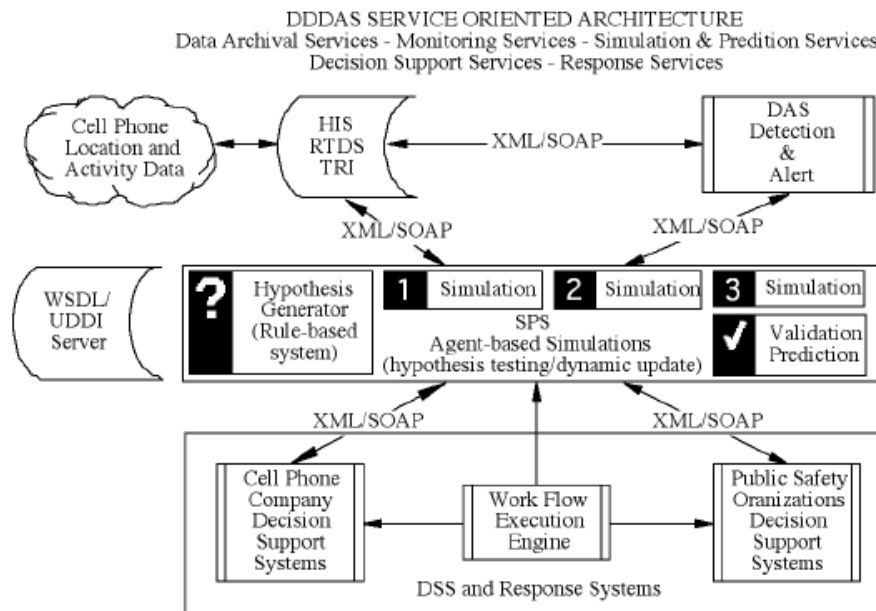 DDDAS SERVICE ORIENTED ARCHITECTURE
Data Archival Services - Monitoring Services - Simulation & Predition Services
Decision Support Services - Response Services
Cell Phone
Location and
Activity Data
HIS
RTDS
TRI
XML/SOAP
DAS
Detection
&
Alert
XML/SOAP
XML/SOAP
WSDL/
UDDI
Server
?
Hypothesis
Generator
(Rule-based
system)
1 Simulation
2 Simulation
3 Simulation
SPS
Agent-based Simulations
(hypothesis testing/dynamic update)
Validation
Prediction
XML/SOAP
XML/SOAP
Cell Phone
Company
Decision
Support
Systems
Work Flow
Execution
Engine
Public Safety
Oranizations
Decision
Support
Systems
DSS and Response Systems